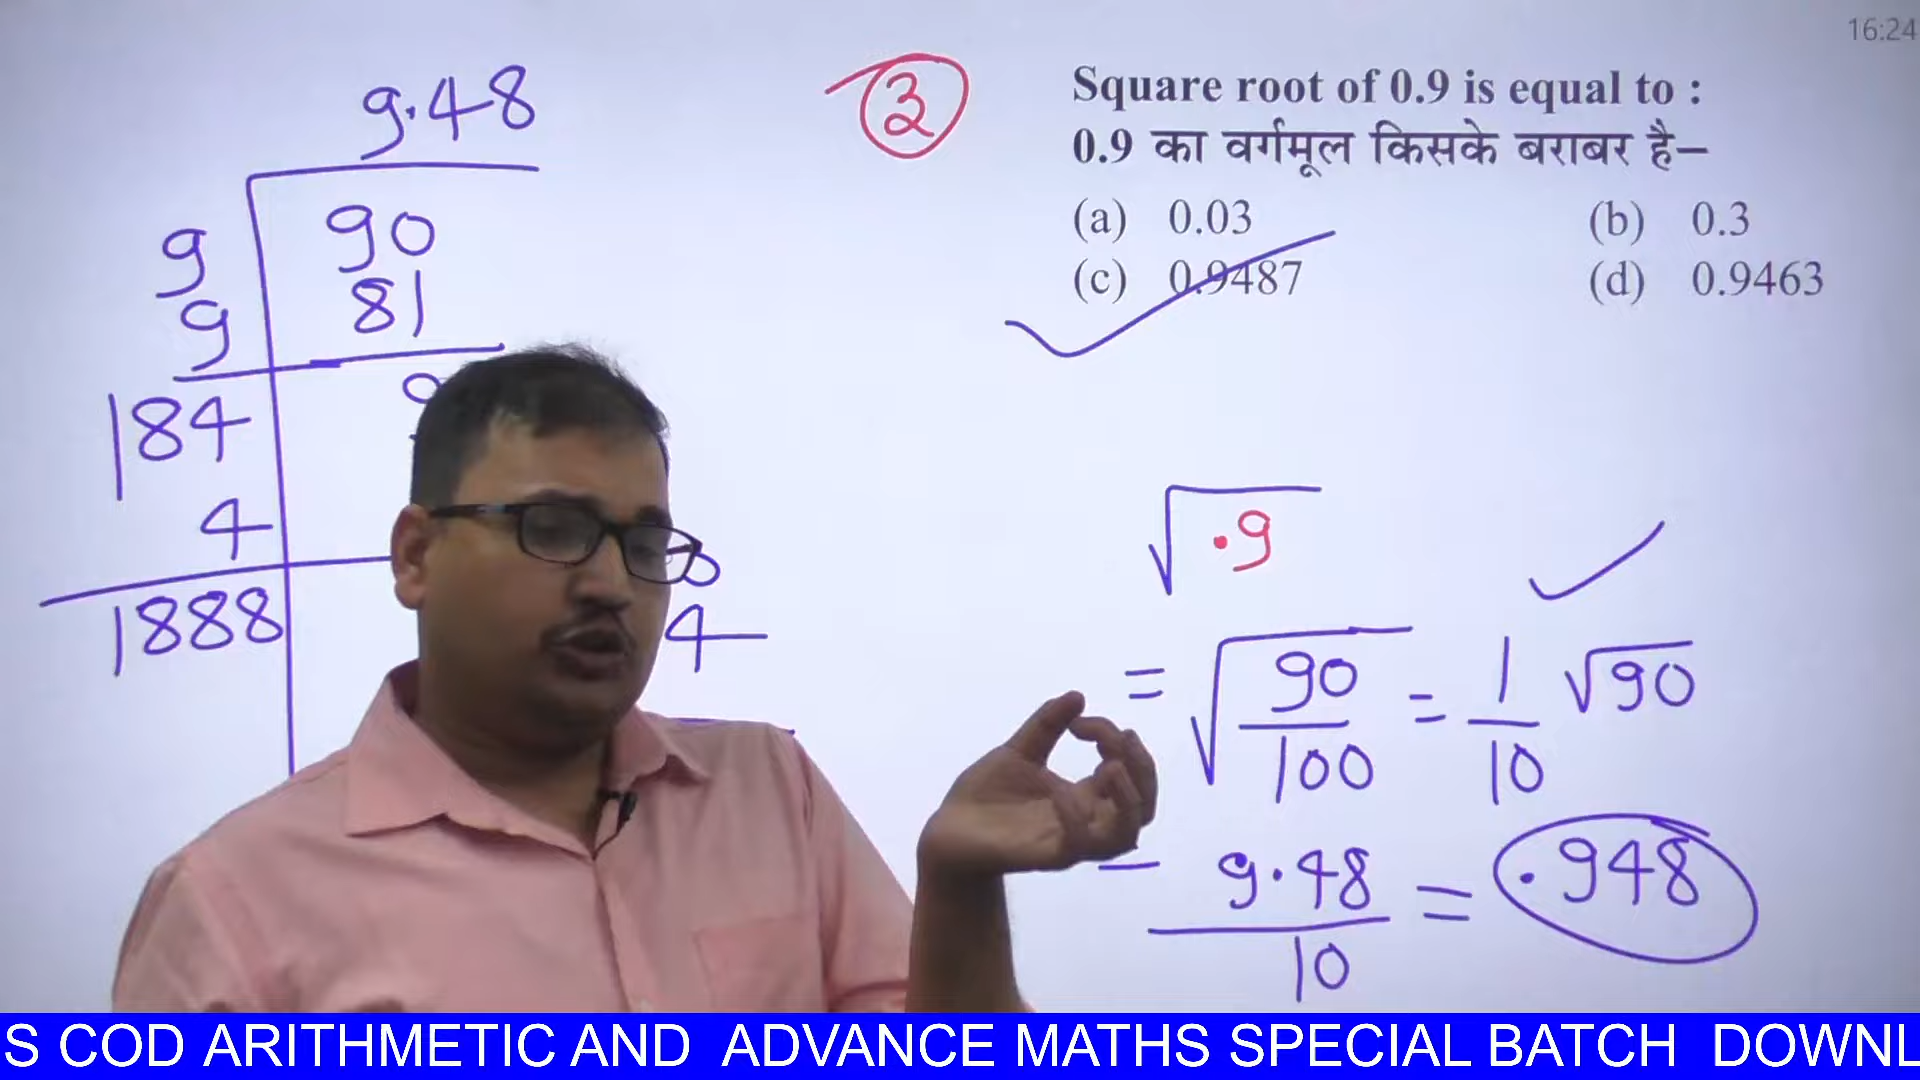 16:24
9.48
9 90
9 81
184
4
1888
4
३
Square root of 0.9 is equal to :
0.9 का वर्गमूल किसके बराबर है–
(a) 0.03 (b) 0.3
(c) 0.9487 (d) 0.9463
√.9
= √90/100 = 1/10 √90
9.48/10 = .948
S COD ARITHMETIC AND ADVANCE MATHS SPECIAL BATCH DOWNL